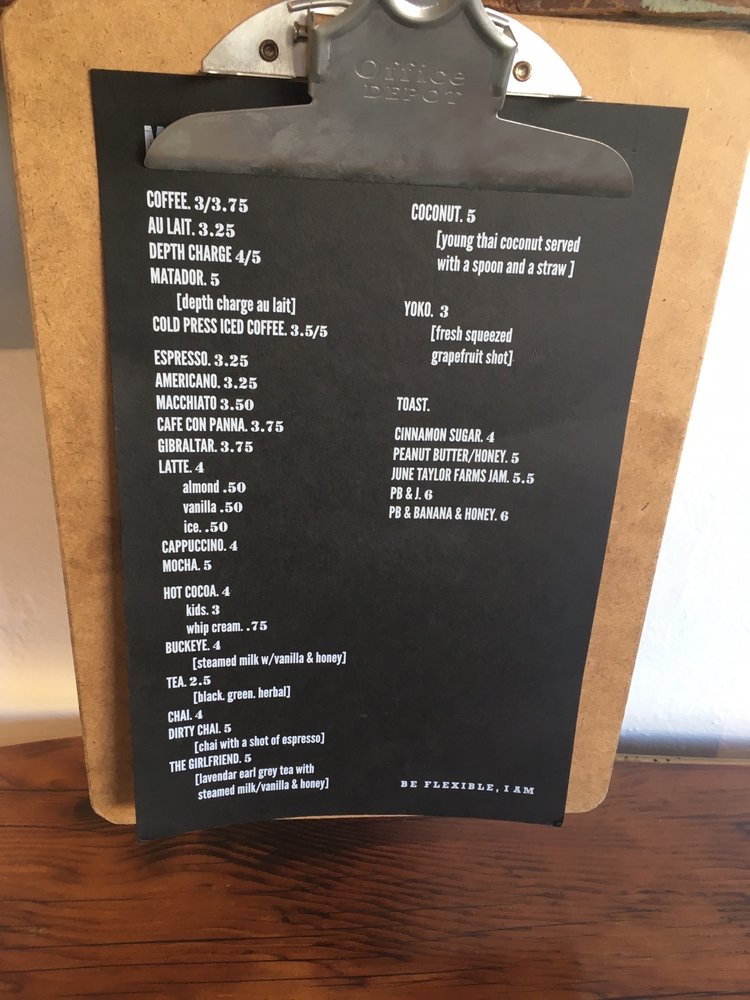 Office
DEPOT
COFFEE. 3/3.75
AU LAIT. 3.25
DEPTH CHARGE 4/5
MATADOR. 5
[depth charge au lait]
COLD PRESS ICED COFFEE. 3.5/5
ESPRESSO. 3.25
AMERICANO. 3.25
MACCHIATO 3.50
CAFE CON PANNA. 3.75
GIBRALTAR. 3.75
LATTE. 4
almond .50
vanilla .50
ice. .50
CAPPUCCINO. 4
MOCHA. 5
HOT COCOA. 4
kids. 3
whip cream. .75
BUCKEYE. 4
[steamed milk w/vanilla & honey]
TEA. 2.5
[black. green. herbal]
CHAI. 4
DIRTY CHAI. 5
[chai with a shot of espresso]
THE GIRLFRIEND. 5
[lavendar earl grey tea with
steamed milk/vanilla & honey]
COCONUT. 5
[young thai coconut served
with a spoon and a straw ]
YOKO. 3
[fresh squeezed
grapefruit shot]
TOAST.
CINNAMON SUGAR. 4
PEANUT BUTTER/HONEY. 5
JUNE TAYLOR FARMS JAM. 5.5
PB & J. 6
PB & BANANA & HONEY. 6
BE FLEXIBLE, I AM